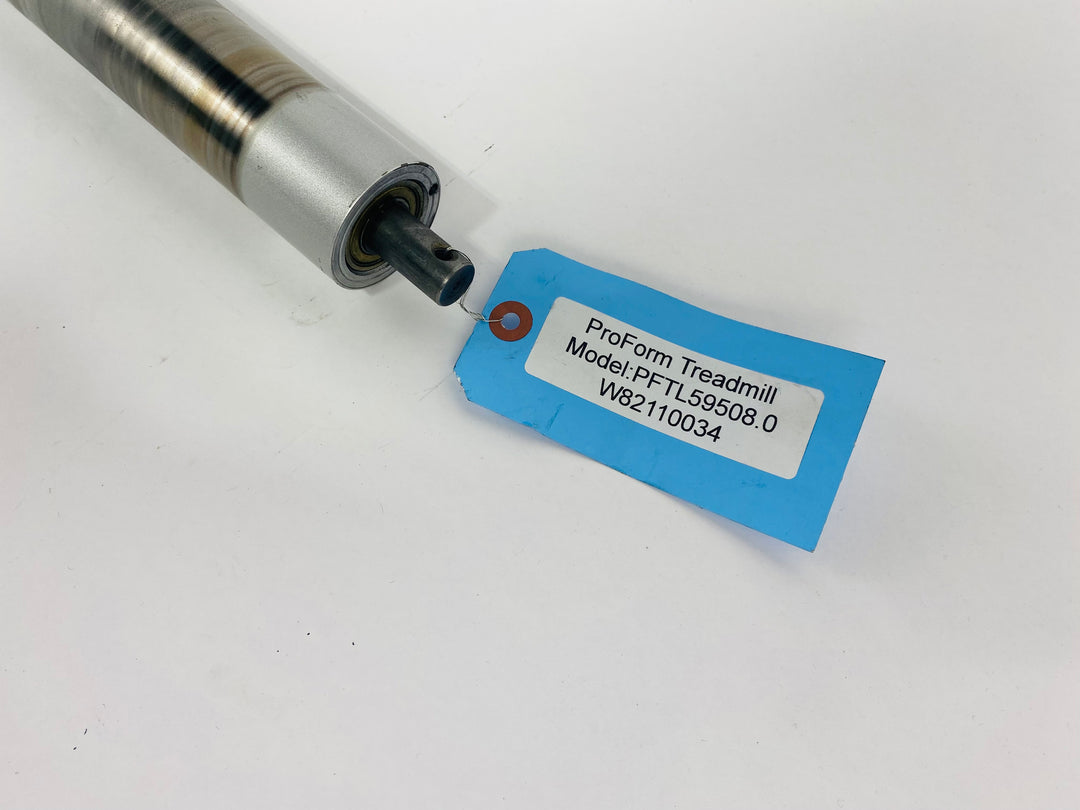 ProForm Treadmill
Model:PFTL59508.0
W82110034